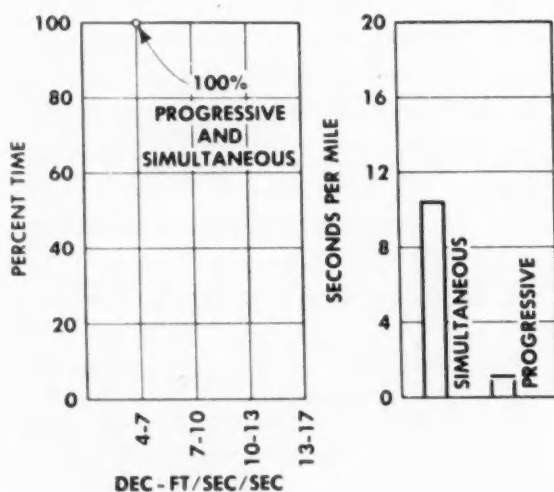 100
80
60
40
20
0
PERCENT TIME
100%
PROGRESSIVE
AND
SIMULTANEOUS
4-7
7-10
10-13
13-17
DEC - FT/SEC/SEC
20
16
12
8
4
0
SECONDS PER MILE
SIMULTANEOUS
PROGRESSIVE